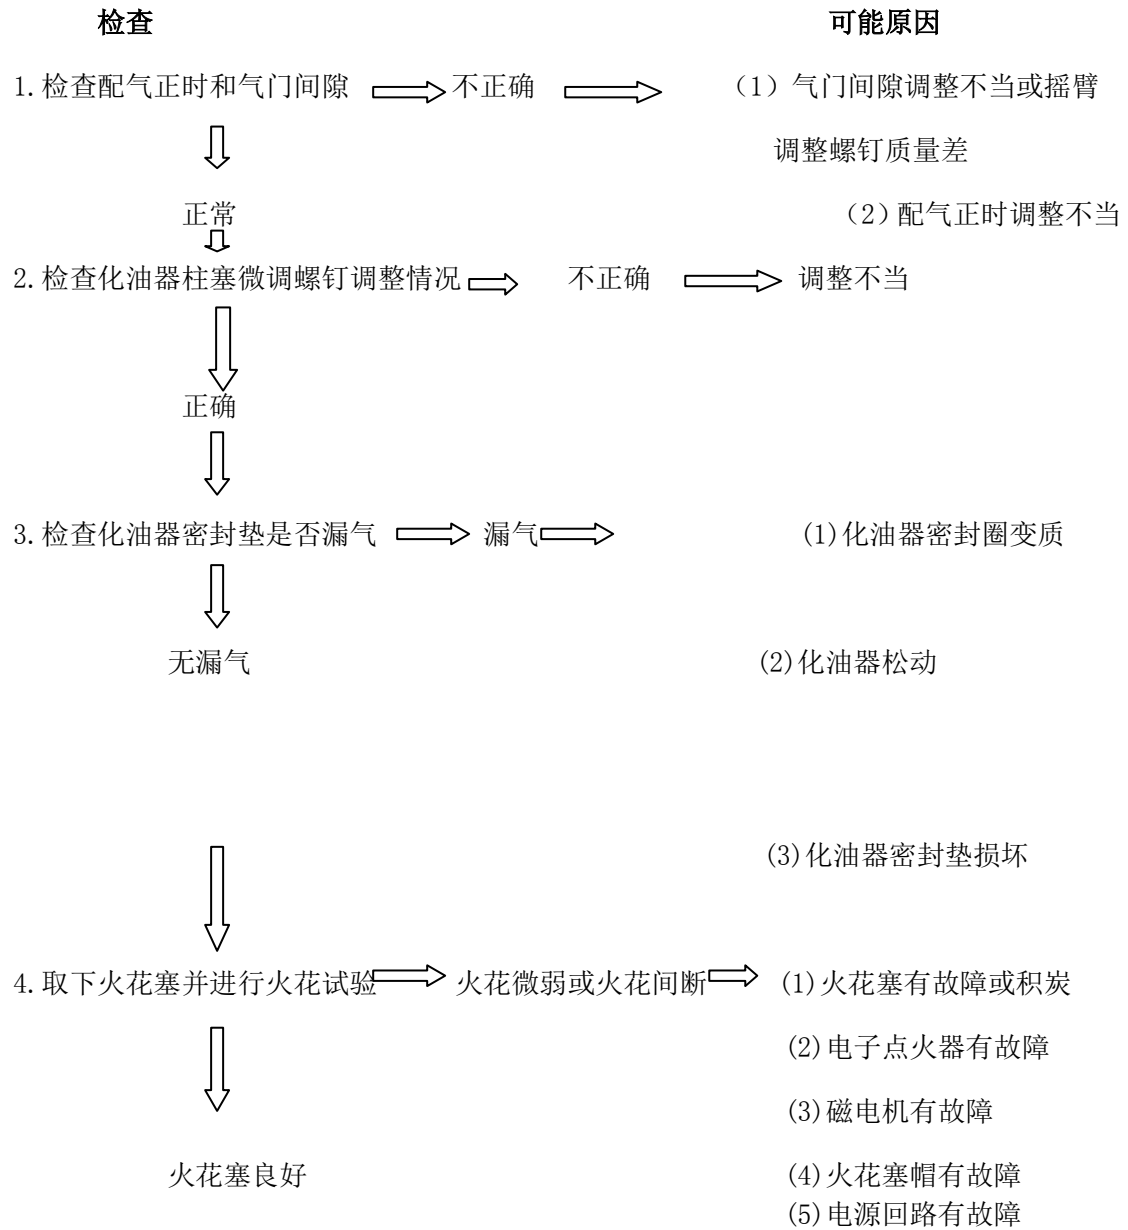 检查 可能原因
1.检查配气正时和气门间隙 不正确 （1）气门间隙调整不当或摇臂
调整螺钉质量差
正常 （2）配气正时调整不当
2.检查化油器柱塞微调螺钉调整情况 不正确 调整不当
正确
3.检查化油器密封垫是否漏气 漏气 (1)化油器密封圈变质
无漏气 (2)化油器松动
(3)化油器密封垫损坏
4.取下火花塞并进行火花试验 火花微弱或火花间断 (1)火花塞有故障或积炭
(2)电子点火器有故障
(3)磁电机有故障
火花塞良好 (4)火花塞帽有故障
(5)电源回路有故障